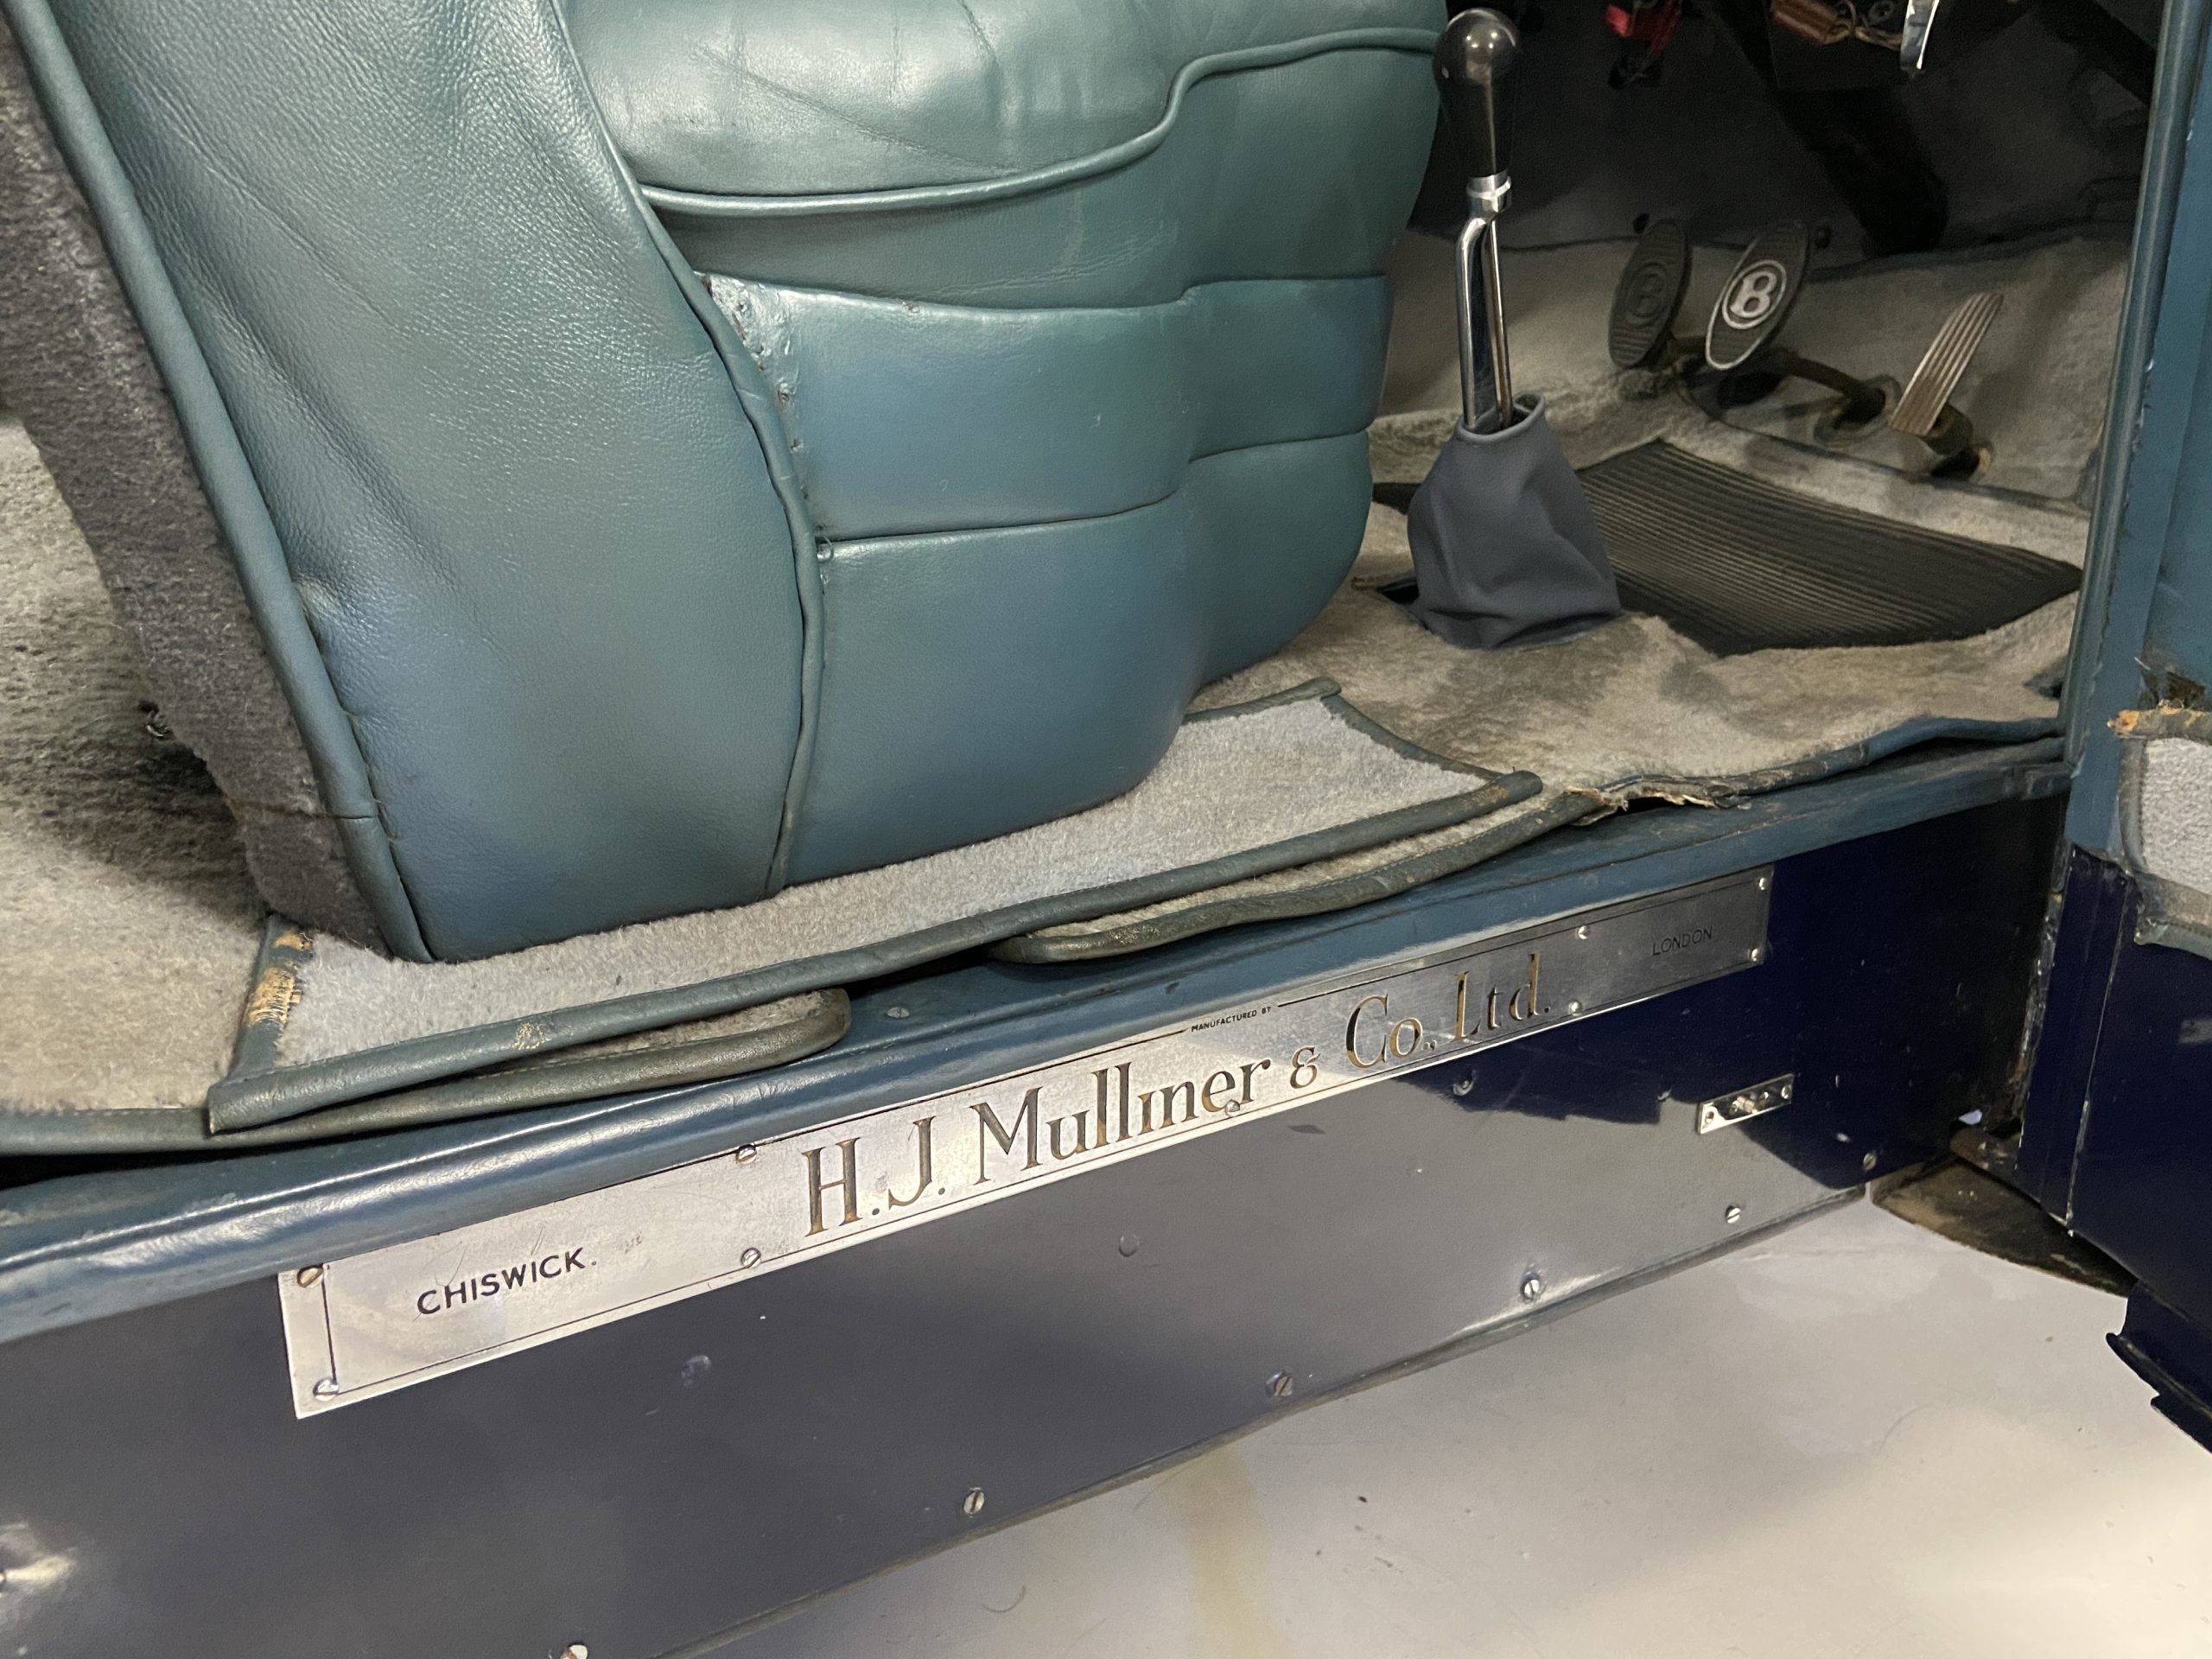 B
B
MANUFACTURED BY
H.J. Mulliner & Co., Ltd.
CHISWICK.
LONDON